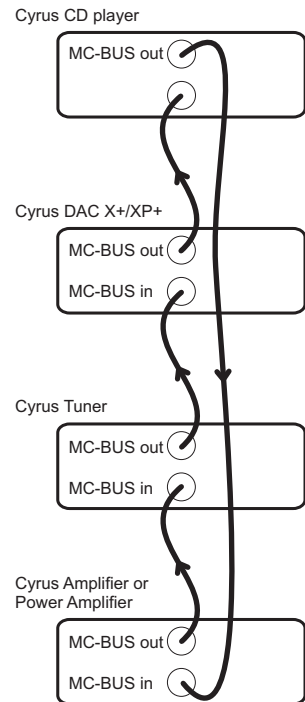 Cyrus CD player
MC-BUS out
Cyrus DAC X+/XP+
MC-BUS out
MC-BUS in
Cyrus Tuner
MC-BUS out
MC-BUS in
Cyrus Amplifier or
Power Amplifier
MC-BUS out
MC-BUS in